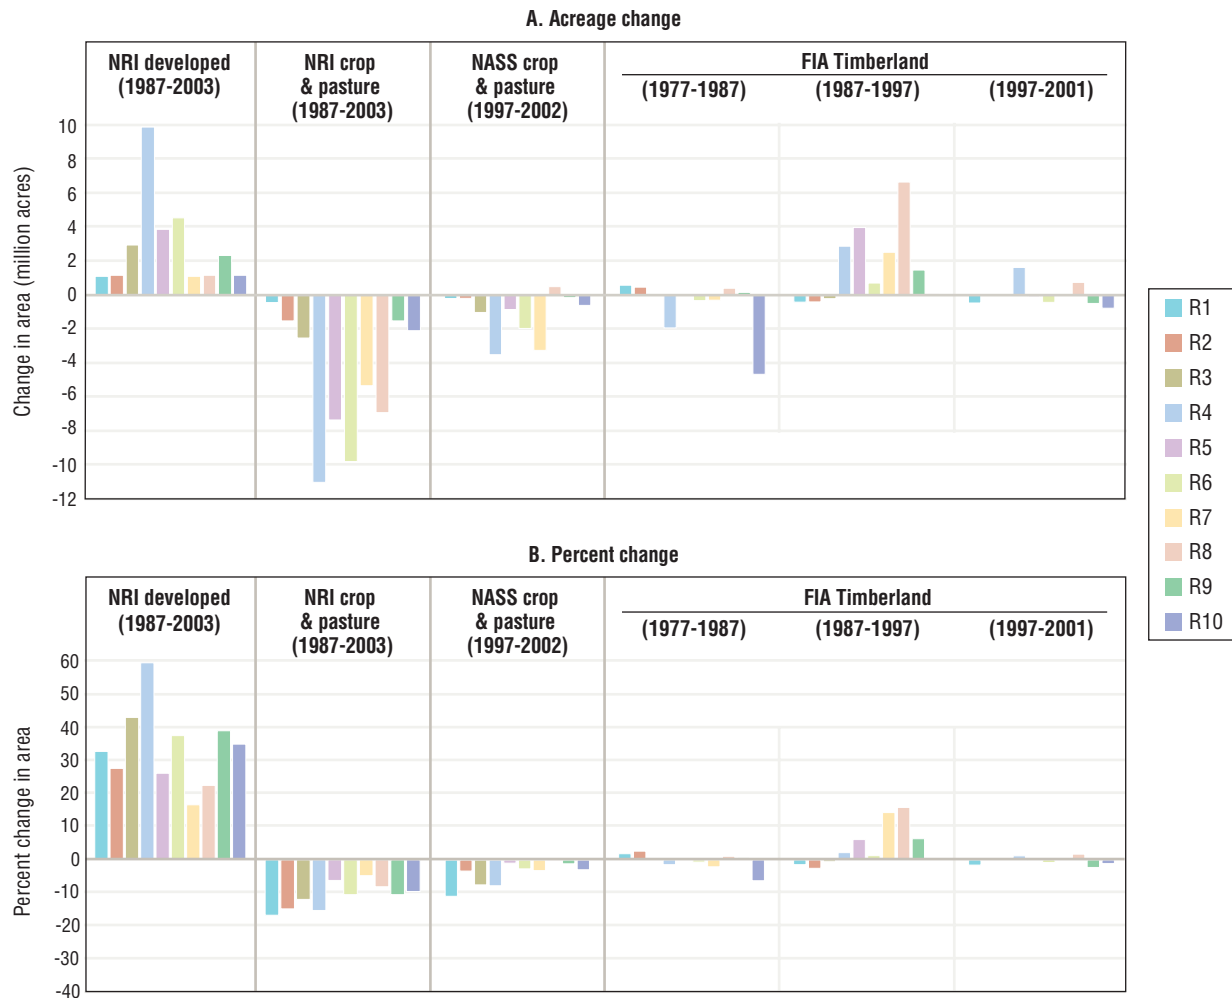 A. Acreage change
NRI developed
(1987-2003)
NRI crop
& pasture
(1987-2003)
NASS crop
& pasture
(1997-2002)
FIA Timberland
(1977-1987)
(1987-1997)
(1997-2001)
Change in area (million acres)
10
8
6
4
2
0
-2
-4
-6
-8
-10
-12
B. Percent change
NRI developed
(1987-2003)
NRI crop
& pasture
(1987-2003)
NASS crop
& pasture
(1997-2002)
FIA Timberland
(1977-1987)
(1987-1997)
(1997-2001)
Percent change in area
60
50
40
30
20
10
0
-10
-20
-30
-40
R1
R2
R3
R4
R5
R6
R7
R8
R9
R10